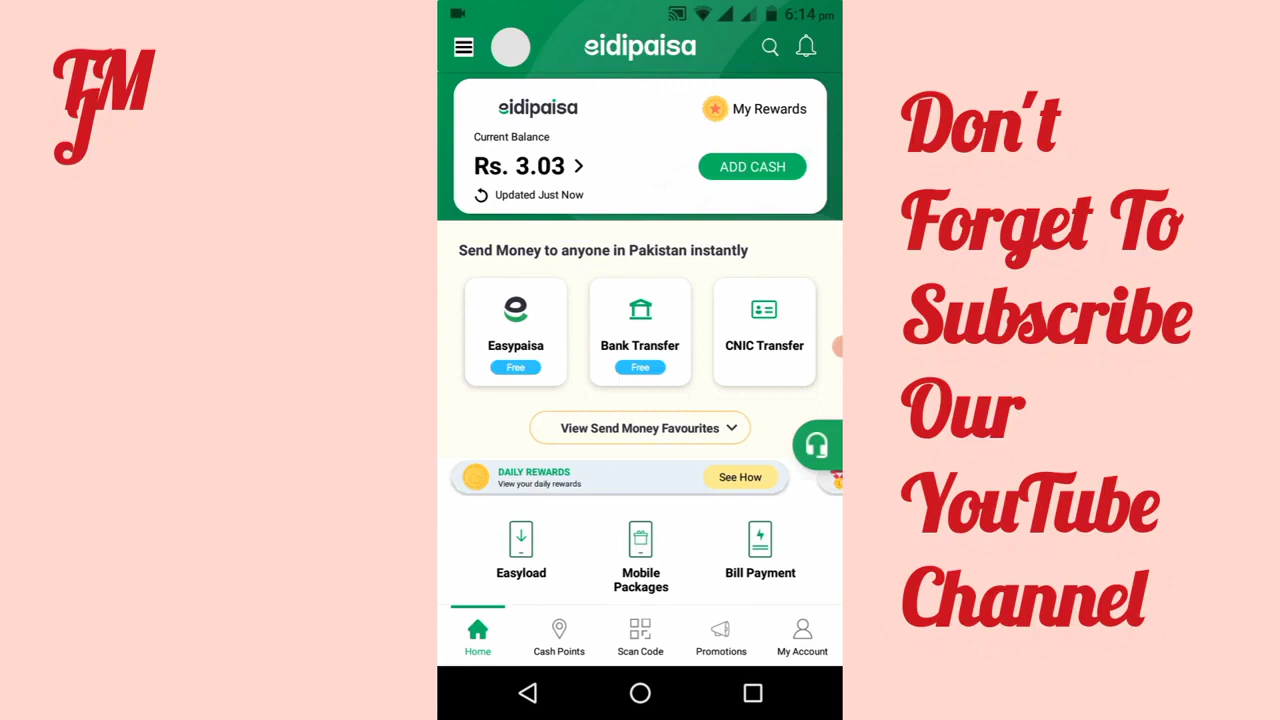 TM
J
6:14 pm
eidipaisa
eidipaisa
My Rewards
Current Balance
Rs. 3.03
ADD CASH
Updated Just Now
Send Money to anyone in Pakistan instantly
Easypaisa
Free
Bank Transfer
Free
CNIC Transfer
View Send Money Favourites
DAILY REWARDS
View your daily rewards
See How
Easyload
Mobile
Packages
Bill Payment
Home
Cash Points
Scan Code
Promotions
My Account
Don't
Forget To
Subscribe
Our
YouTube
Channel